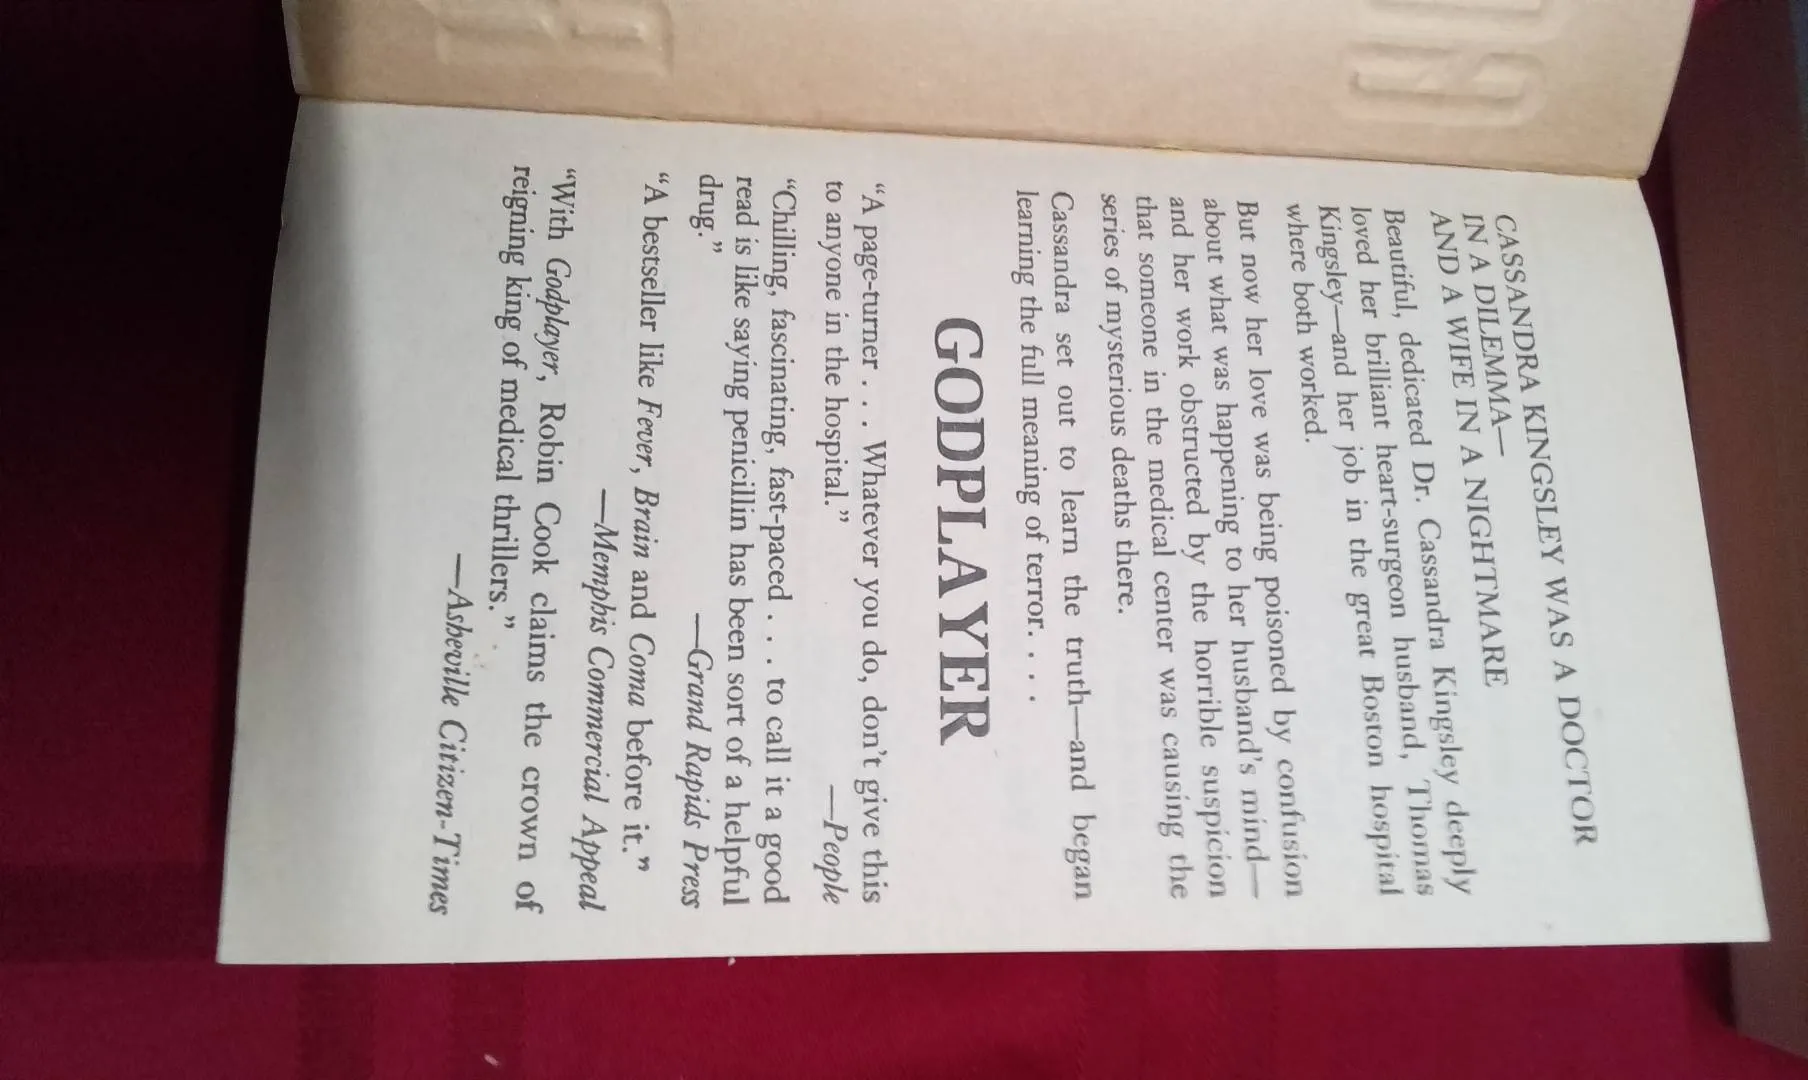 CASSANDRA KINGSLEY WAS A DOCTOR
IN A DILEMMA—
AND A WIFE IN A NIGHTMARE
Beautiful, dedicated Dr. Cassandra Kingsley deeply
loved her brilliant heart-surgeon husband, Thomas
Kingsley—and her job in the great Boston hospital
where both worked.
But now her love was being poisoned by confusion
about what was happening to her husband's mind—
and her work obstructed by the horrible suspicion
that someone in the medical center was causing the
series of mysterious deaths there.
Cassandra set out to learn the truth—and began
learning the full meaning of terror. . . .
GODPLAYER
“A page-turner . . . Whatever you do, don't give this
to anyone in the hospital.”
—People
“Chilling, fascinating, fast-paced . . . to call it a good
read is like saying penicillin has been sort of a helpful
drug.”
—Grand Rapids Press
“A bestseller like Fever, Brain and Coma before it.”
—Memphis Commercial Appeal
“With Godplayer, Robin Cook claims the crown of
reigning king of medical thrillers.”
—Asheville Citizen-Times